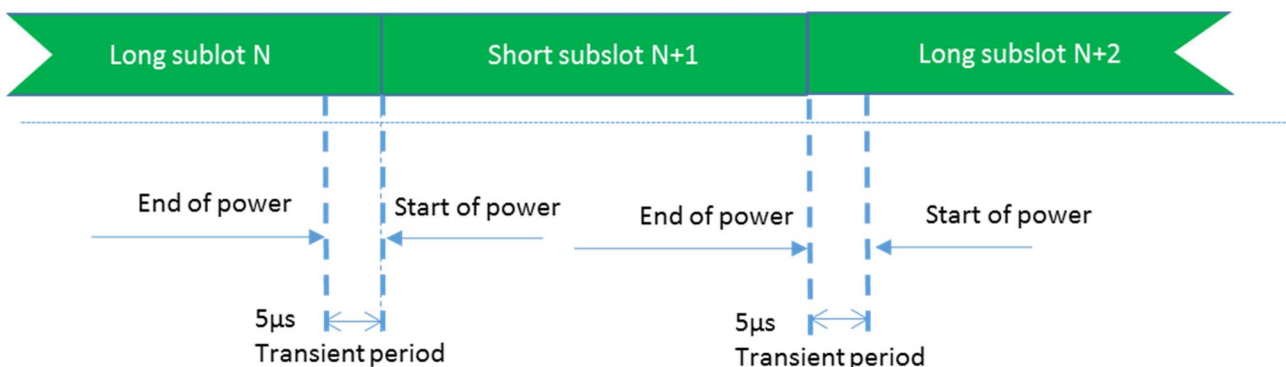 Long sublot N
Short subslot N+1
Long subslot N+2
End of power
Start of power
End of power
Start of power
5µs
Transient period
5µs
Transient period